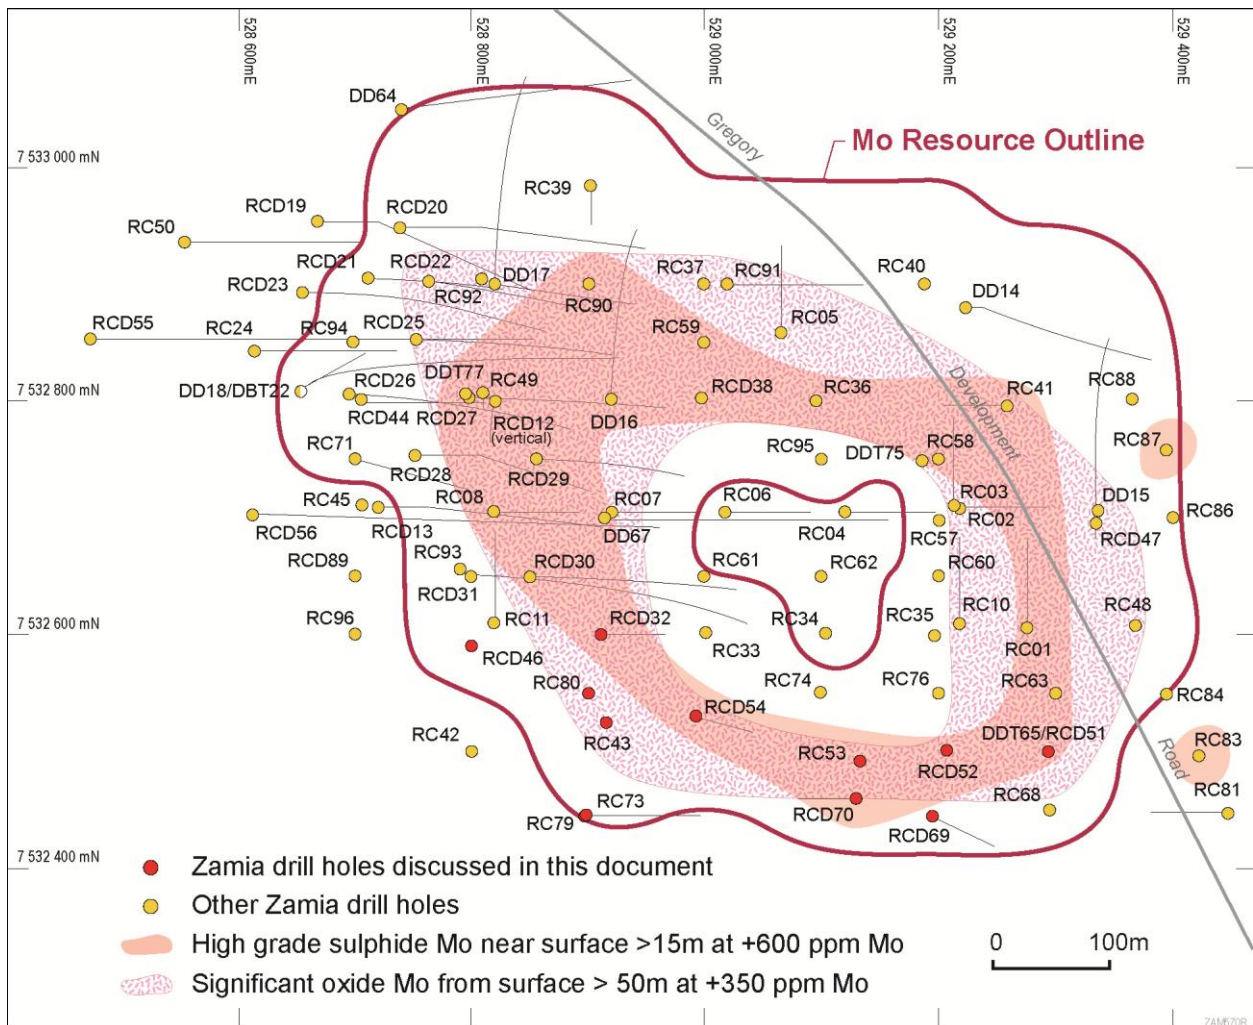 528 600mE
528 800mE
529 000mE
529 200mE
529 400mE
DD64
Gregory
Mo Resource Outline
7 533 000 mN
RC39
RCD19
RCD20
RC50
RCD21
RCD22
DD17
RC37
RC91
RC40
RCD23
RC92
RC90
DD14
RCD55
RC24
RC94
RCD25
RC59
RC05
7 532 800 mN
DD18/DBT22
RCD26
DDT77
RC49
RCD38
RC36
RC41
RC88
RCD44
RCD27
RCD12
(vertical)
DD16
Development
RC87
RC71
RCD28
RCD29
RC95
DDT75
RC58
RC45
RC08
RC07
RC06
RC03
DD15
RC86
RCD56
RCD13
DD67
RC04
RC02
RC57
RCD47
RCD89
RC93
RCD30
RC61
RC62
RC60
RCD31
RC96
RC11
RCD32
RC34
RC35
RC10
RC48
7 532 600 mN
RCD46
RC33
RC01
RC80
RC74
RC76
RC63
RC84
RCD54
RC42
RC43
RC53
RCD52
DDT65/RCD51
Road
RC83
RC73
RC79
RCD70
RCD69
RC68
RC81
7 532 400 mN
Zamia drill holes discussed in this document
Other Zamia drill holes
High grade sulphide Mo near surface >15m at +600 ppm Mo
Significant oxide Mo from surface > 50m at +350 ppm Mo
0 100m
ZAM570B